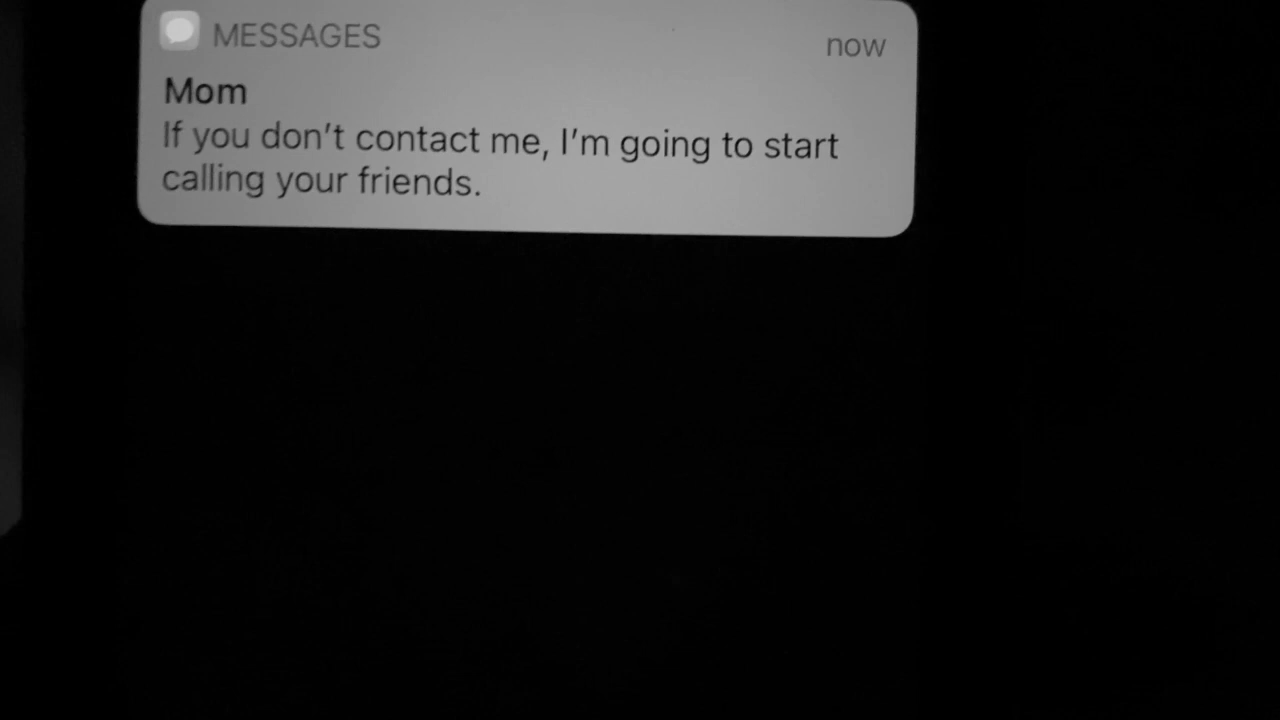 MESSAGES
now
Mom
If you don't contact me, I'm going to start
calling your friends.